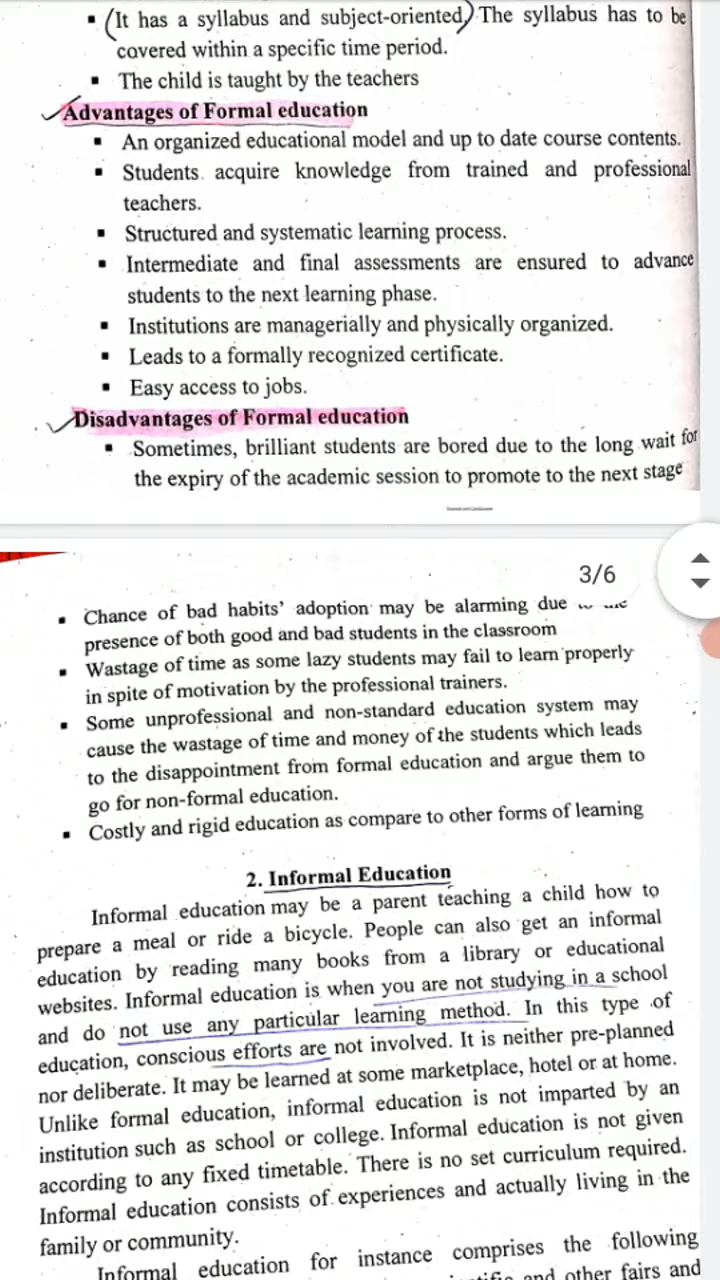 ▪ (It has a syllabus and subject-oriented) The syllabus has to be
covered within a specific time period.
▪ The child is taught by the teachers
Advantages of Formal education
▪ An organized educational model and up to date course contents.
▪ Students acquire knowledge from trained and professional
teachers.
▪ Structured and systematic learning process.
▪ Intermediate and final assessments are ensured to advance
students to the next learning phase.
▪ Institutions are managerially and physically organized.
▪ Leads to a formally recognized certificate.
▪ Easy access to jobs.
Disadvantages of Formal education
▪ Sometimes, brilliant students are bored due to the long wait for
the expiry of the academic session to promote to the next stage
3/6
▪ Chance of bad habits' adoption may be alarming due
presence of both good and bad students in the classroom
▪ Wastage of time as some lazy students may fail to learn properly
in spite of motivation by the professional trainers.
▪ Some unprofessional and non-standard education system may
cause the wastage of time and money of the students which leads
to the disappointment from formal education and argue them to
go for non-formal education.
▪ Costly and rigid education as compare to other forms of learning
2. Informal Education
Informal education may be a parent teaching a child how to
prepare a meal or ride a bicycle. People can also get an informal
education by reading many books from a library or educational
websites. Informal education is when you are not studying in a school
and do not use any particular learning method. In this type of
education, conscious efforts are not involved. It is neither pre-planned
nor deliberate. It may be learned at some marketplace, hotel or at home.
Unlike formal education, informal education is not imparted by an
institution such as school or college. Informal education is not given
according to any fixed timetable. There is no set curriculum required.
Informal education consists of experiences and actually living in the
family or community.
Informal education for instance comprises the following
and other fairs and